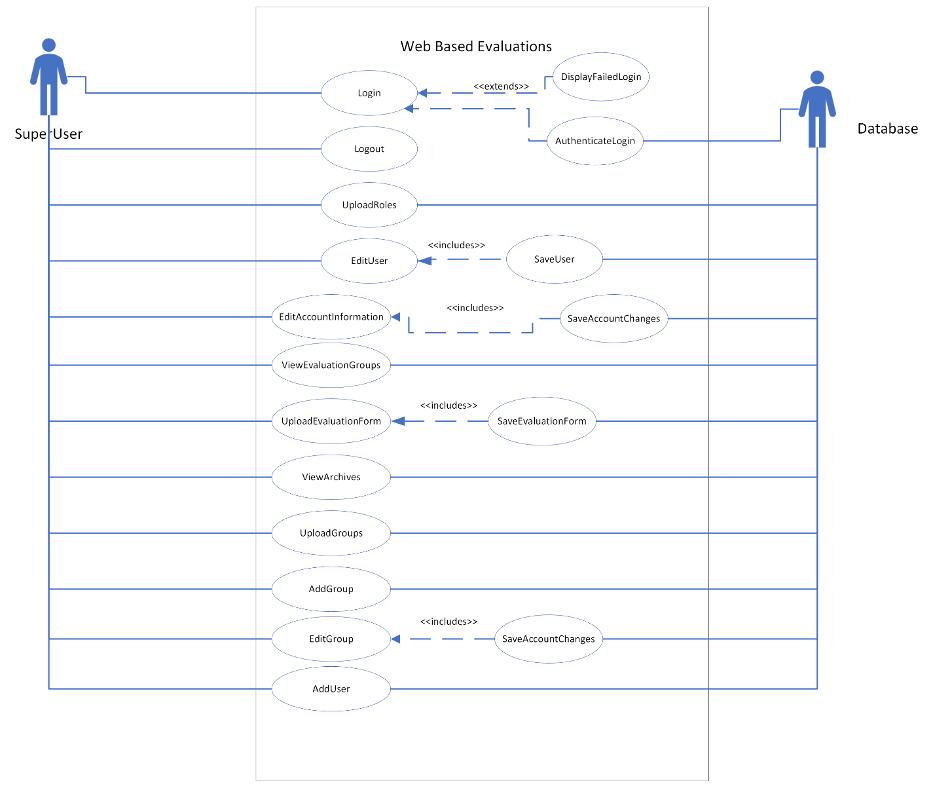 Web Based Evaluations
SuperUser
Database
DisplayFailedLogin
<<extends>>
Login
AuthenticateLogin
Logout
UploadRoles
<<includes>>
EditUser
SaveUser
<<includes>>
EditAccountInformation
SaveAccountChanges
ViewEvaluationGroups
<<includes>>
UploadEvaluationForm
SaveEvaluationForm
ViewArchives
UploadGroups
AddGroup
<<includes>>
EditGroup
SaveAccountChanges
AddUser